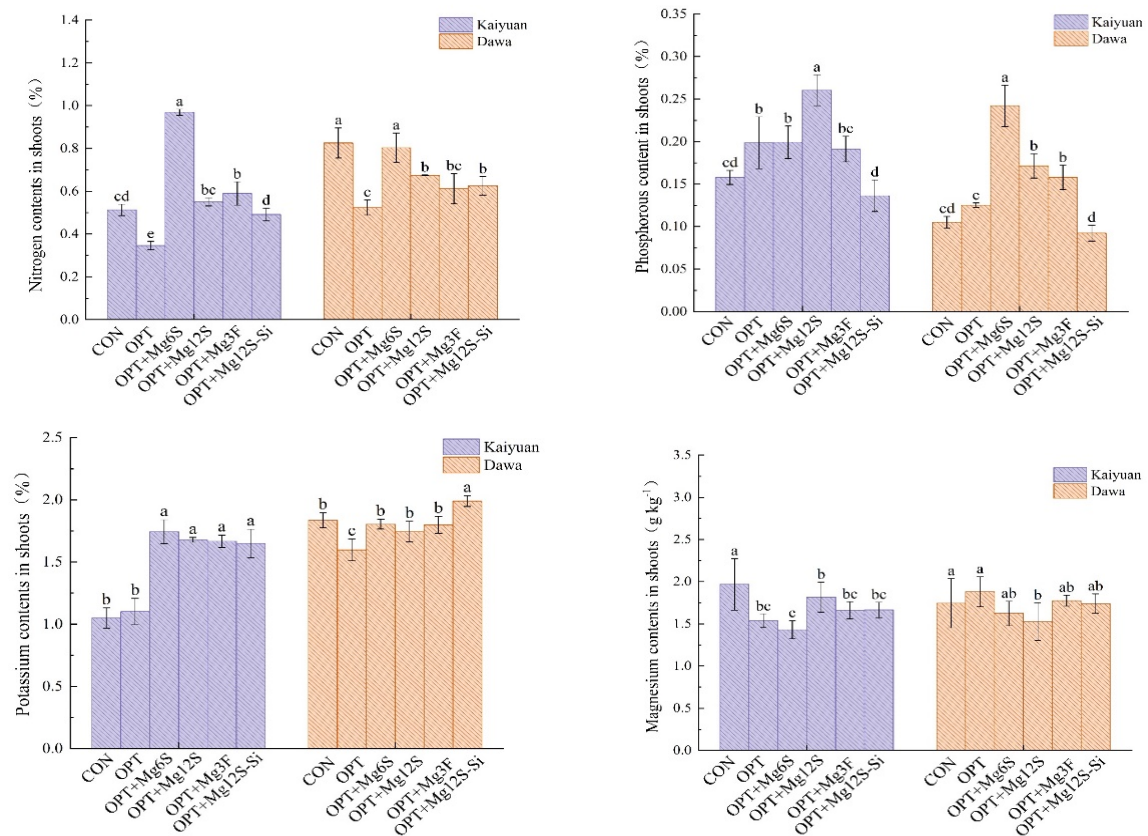 Nitrogen contents in shoots (%)
1.4
1.2
1.0
0.8
0.6
0.4
0.2
0.0
Kaiyuan
Dawa
cd
e
a
bc
b
d
a
c
a
b
bc
b
CON
OPT
OPT+Mg6S
OPT+Mg12S
OPT+Mg3F
OPT+Mg12S-Si
CON
OPT
OPT+Mg6S
OPT+Mg12S
OPT+Mg3F
OPT+Mg12S-Si
Phosphorous content in shoots (%)
0.35
0.30
0.25
0.20
0.15
0.10
0.05
0.00
Kaiyuan
Dawa
cd
b
b
a
bc
d
cd
c
a
b
b
d
CON
OPT
OPT+Mg6S
OPT+Mg12S
OPT+Mg3F
OPT+Mg12S-Si
CON
OPT
OPT+Mg6S
OPT+Mg12S
OPT+Mg3F
OPT+Mg12S-Si
Potassium contents in shoots (%)
2.5
2.0
1.5
1.0
0.5
0.0
Kaiyuan
Dawa
b
b
a
a
a
a
b
c
b
b
b
a
CON
OPT
OPT+Mg6S
OPT+Mg12S
OPT+Mg3F
OPT+Mg12S-Si
CON
OPT
OPT+Mg6S
OPT+Mg12S
OPT+Mg3F
OPT+Mg12S-Si
Magnesium contents in shoots (g kg⁻¹)
3.5
3.0
2.5
2.0
1.5
1.0
0.5
0.0
Kaiyuan
Dawa
a
bc
c
b
bc
bc
a
a
ab
b
ab
ab
CON
OPT
OPT+Mg6S
OPT+Mg12S
OPT+Mg3F
OPT+Mg12S-Si
CON
OPT
OPT+Mg6S
OPT+Mg12S
OPT+Mg3F
OPT+Mg12S-Si